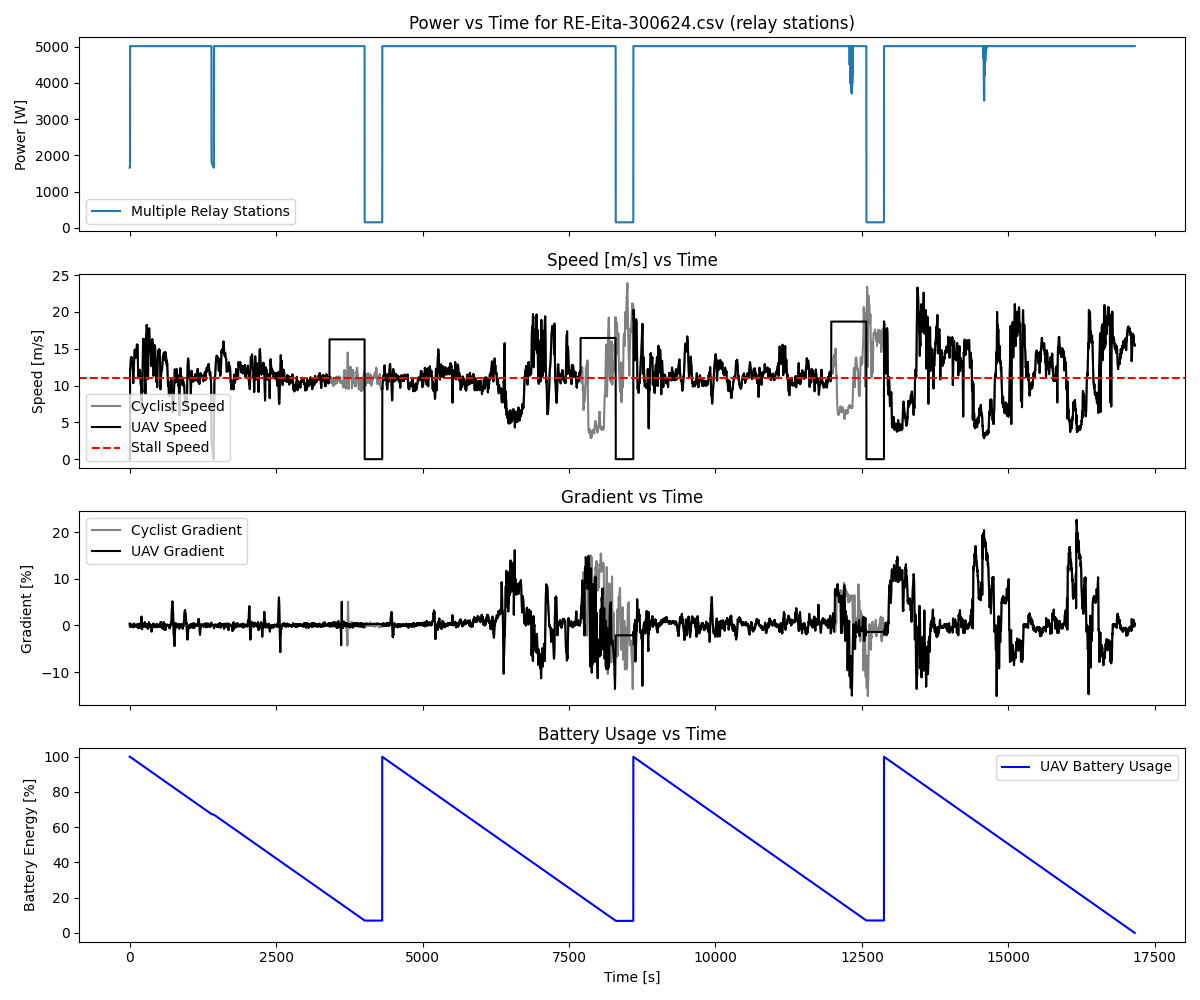 Power vs Time for RE-Eita-300624.csv (relay stations)
5000
4000
3000
2000
1000
0
Power [W]
Multiple Relay Stations
Speed [m/s] vs Time
25
20
15
10
5
0
Speed [m/s]
Cyclist Speed
UAV Speed
Stall Speed
Gradient vs Time
20
10
0
−10
Gradient [%]
Cyclist Gradient
UAV Gradient
Battery Usage vs Time
100
80
60
40
20
0
Battery Energy [%]
UAV Battery Usage
0 2500 5000 7500 10000 12500 15000 17500
Time [s]